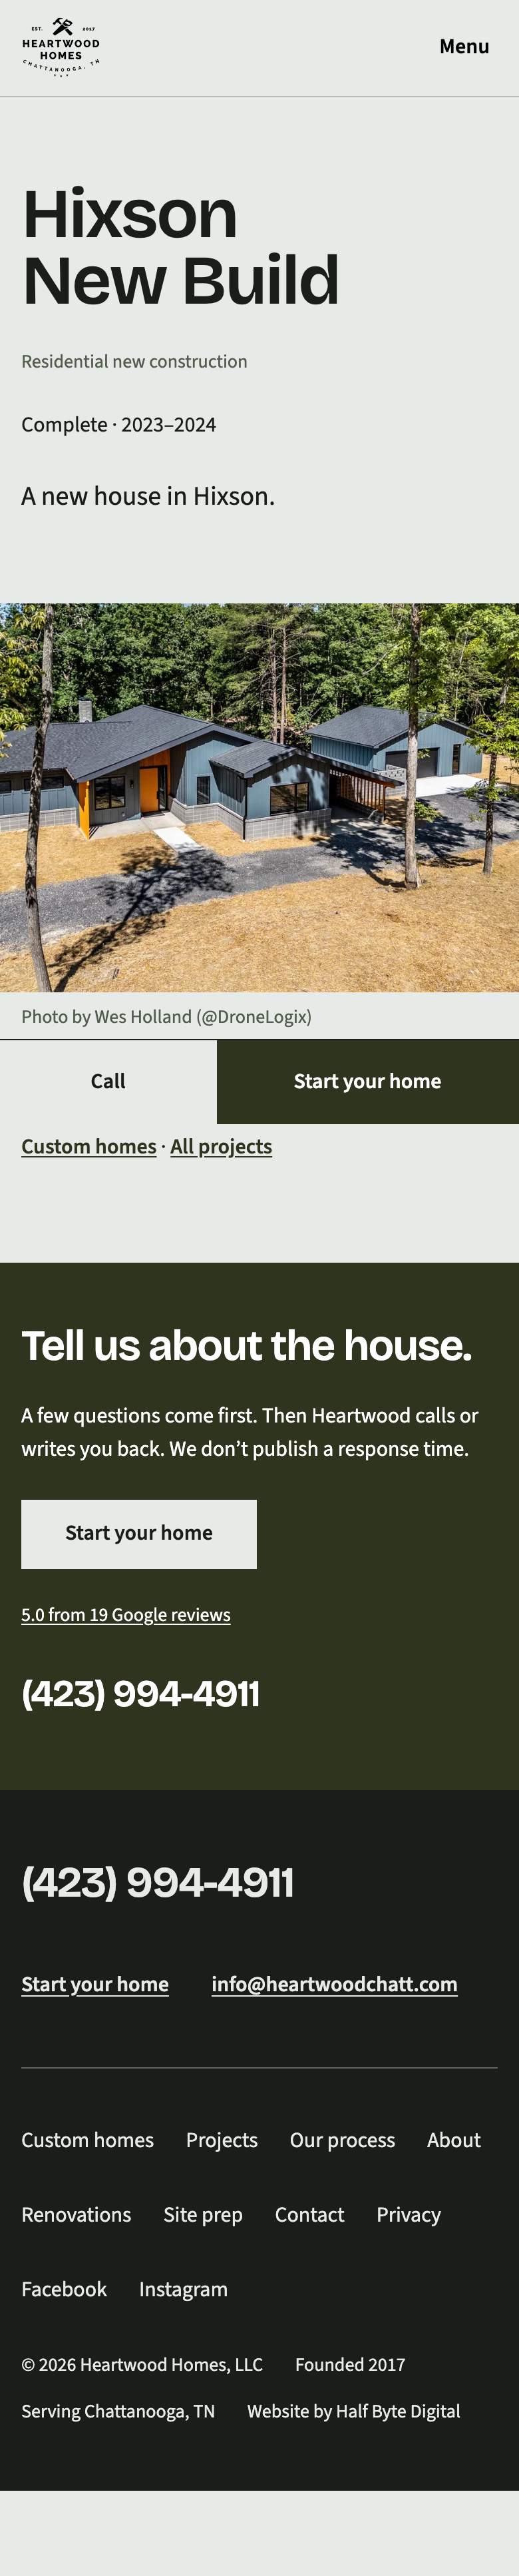 EST. 2017
HEARTWOOD
HOMES
CHATTANOOGA, TN
Menu
Hixson
New Build
Residential new construction
Complete · 2023–2024
A new house in Hixson.
Photo by Wes Holland (@DroneLogix)
Call
Start your home
Custom homes · All projects
Tell us about the house.
A few questions come first. Then Heartwood calls or
writes you back. We don’t publish a response time.
Start your home
5.0 from 19 Google reviews
(423) 994-4911
(423) 994-4911
Start your home info@heartwoodchatt.com
Custom homes Projects Our process About
Renovations Site prep Contact Privacy
Facebook Instagram
© 2026 Heartwood Homes, LLC Founded 2017
Serving Chattanooga, TN Website by Half Byte Digital